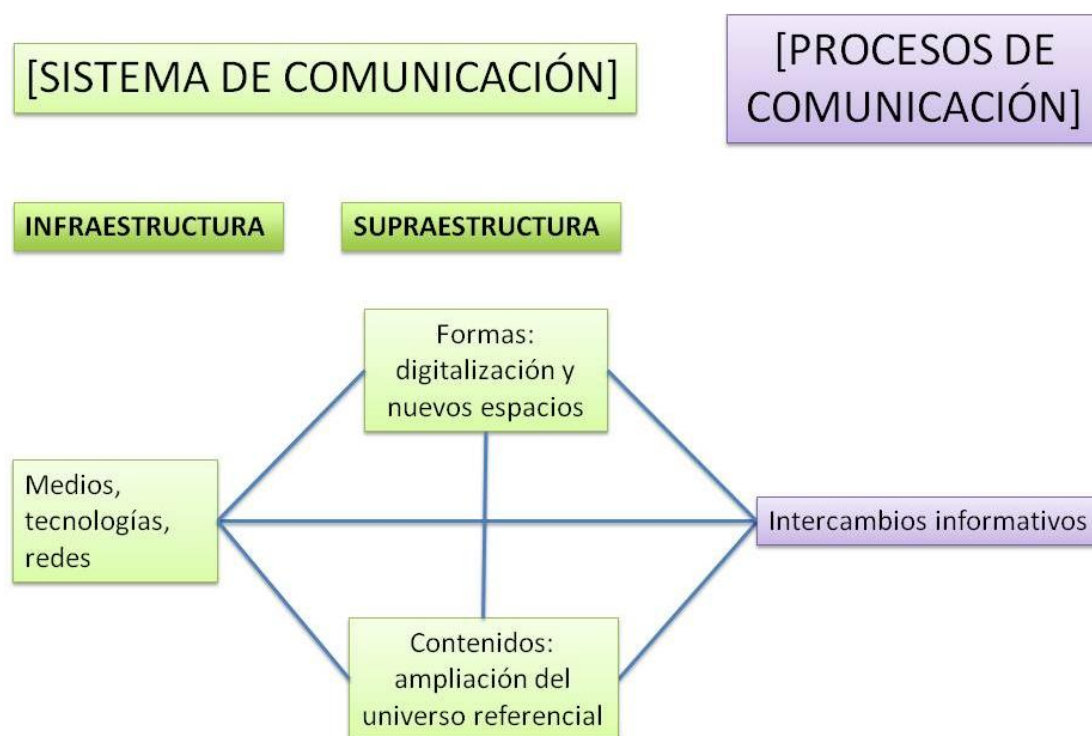 [SISTEMA DE COMUNICACIÓN]
[PROCESOS DE
COMUNICACIÓN]
INFRAESTRUCTURA
SUPRAESTRUCTURA
Formas:
digitalización y
nuevos espacios
Medios,
tecnologías,
redes
Intercambios informativos
Contenidos:
ampliación del
universo referencial